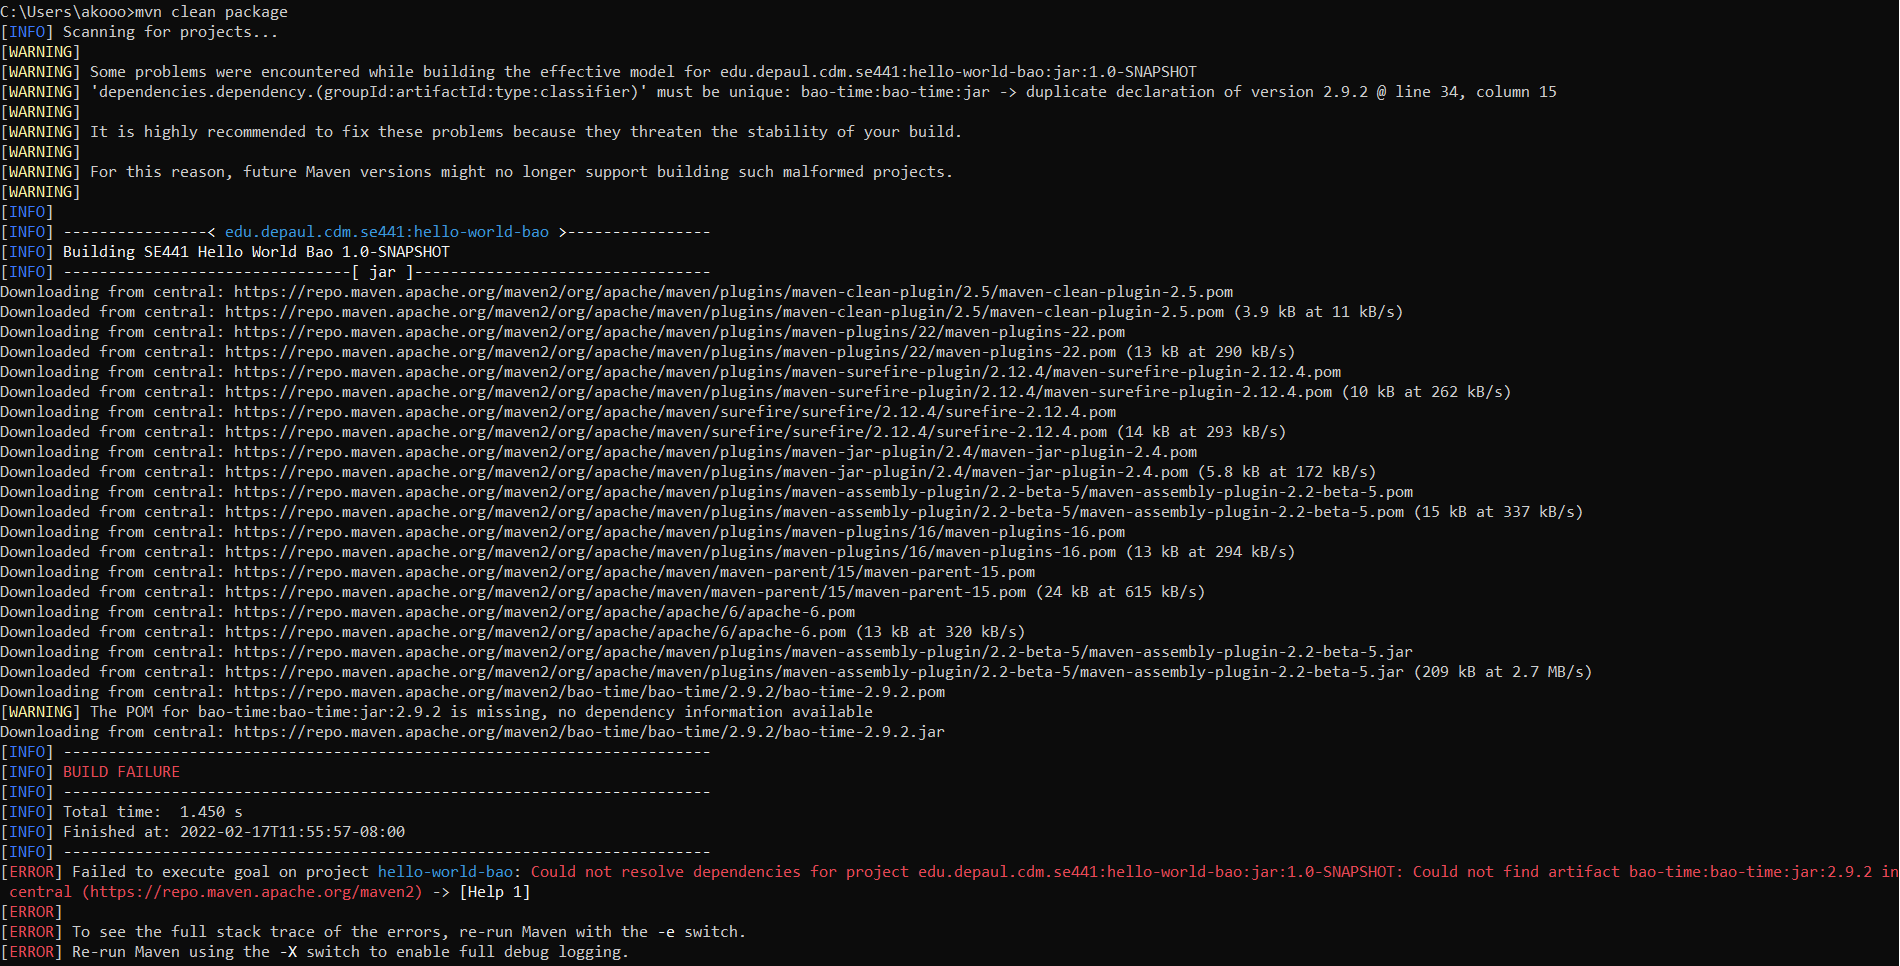 C:\Users\akooo>mvn clean package
[INFO] Scanning for projects...
[WARNING]
[WARNING] Some problems were encountered while building the effective model for edu.depaul.cdm.se441:hello-world-bao:jar:1.0-SNAPSHOT
[WARNING] 'dependencies.dependency.(groupId:artifactId:type:classifier)' must be unique: bao-time:bao-time:jar -> duplicate declaration of version 2.9.2 @ line 34, column 15
[WARNING]
[WARNING] It is highly recommended to fix these problems because they threaten the stability of your build.
[WARNING]
[WARNING] For this reason, future Maven versions might no longer support building such malformed projects.
[WARNING]
[INFO]
[INFO] ----------------< edu.depaul.cdm.se441:hello-world-bao >----------------
[INFO] Building SE441 Hello World Bao 1.0-SNAPSHOT
[INFO] --------------------------------[ jar ]---------------------------------
Downloading from central: https://repo.maven.apache.org/maven2/org/apache/maven/plugins/maven-clean-plugin/2.5/maven-clean-plugin-2.5.pom
Downloaded from central: https://repo.maven.apache.org/maven2/org/apache/maven/plugins/maven-clean-plugin/2.5/maven-clean-plugin-2.5.pom (3.9 kB at 11 kB/s)
Downloading from central: https://repo.maven.apache.org/maven2/org/apache/maven/plugins/maven-plugins/22/maven-plugins-22.pom
Downloaded from central: https://repo.maven.apache.org/maven2/org/apache/maven/plugins/maven-plugins/22/maven-plugins-22.pom (13 kB at 290 kB/s)
Downloading from central: https://repo.maven.apache.org/maven2/org/apache/maven/plugins/maven-surefire-plugin/2.12.4/maven-surefire-plugin-2.12.4.pom
Downloaded from central: https://repo.maven.apache.org/maven2/org/apache/maven/plugins/maven-surefire-plugin/2.12.4/maven-surefire-plugin-2.12.4.pom (10 kB at 262 kB/s)
Downloading from central: https://repo.maven.apache.org/maven2/org/apache/maven/surefire/surefire/2.12.4/surefire-2.12.4.pom
Downloaded from central: https://repo.maven.apache.org/maven2/org/apache/maven/surefire/surefire/2.12.4/surefire-2.12.4.pom (14 kB at 293 kB/s)
Downloading from central: https://repo.maven.apache.org/maven2/org/apache/maven/plugins/maven-jar-plugin/2.4/maven-jar-plugin-2.4.pom
Downloaded from central: https://repo.maven.apache.org/maven2/org/apache/maven/plugins/maven-jar-plugin/2.4/maven-jar-plugin-2.4.pom (5.8 kB at 172 kB/s)
Downloading from central: https://repo.maven.apache.org/maven2/org/apache/maven/plugins/maven-assembly-plugin/2.2-beta-5/maven-assembly-plugin-2.2-beta-5.pom
Downloaded from central: https://repo.maven.apache.org/maven2/org/apache/maven/plugins/maven-assembly-plugin/2.2-beta-5/maven-assembly-plugin-2.2-beta-5.pom (15 kB at 337 kB/s)
Downloading from central: https://repo.maven.apache.org/maven2/org/apache/maven/plugins/maven-plugins/16/maven-plugins-16.pom
Downloaded from central: https://repo.maven.apache.org/maven2/org/apache/maven/plugins/maven-plugins/16/maven-plugins-16.pom (13 kB at 294 kB/s)
Downloading from central: https://repo.maven.apache.org/maven2/org/apache/maven/maven-parent/15/maven-parent-15.pom
Downloaded from central: https://repo.maven.apache.org/maven2/org/apache/maven/maven-parent/15/maven-parent-15.pom (24 kB at 615 kB/s)
Downloading from central: https://repo.maven.apache.org/maven2/org/apache/apache/6/apache-6.pom
Downloaded from central: https://repo.maven.apache.org/maven2/org/apache/apache/6/apache-6.pom (13 kB at 320 kB/s)
Downloading from central: https://repo.maven.apache.org/maven2/org/apache/maven/plugins/maven-assembly-plugin/2.2-beta-5/maven-assembly-plugin-2.2-beta-5.jar
Downloaded from central: https://repo.maven.apache.org/maven2/org/apache/maven/plugins/maven-assembly-plugin/2.2-beta-5/maven-assembly-plugin-2.2-beta-5.jar (209 kB at 2.7 MB/s)
Downloading from central: https://repo.maven.apache.org/maven2/bao-time/bao-time/2.9.2/bao-time-2.9.2.pom
[WARNING] The POM for bao-time:bao-time:jar:2.9.2 is missing, no dependency information available
Downloading from central: https://repo.maven.apache.org/maven2/bao-time/bao-time/2.9.2/bao-time-2.9.2.jar
[INFO] ------------------------------------------------------------------------
[INFO] BUILD FAILURE
[INFO] ------------------------------------------------------------------------
[INFO] Total time:  1.450 s
[INFO] Finished at: 2022-02-17T11:55:57-08:00
[INFO] ------------------------------------------------------------------------
[ERROR] Failed to execute goal on project hello-world-bao: Could not resolve dependencies for project edu.depaul.cdm.se441:hello-world-bao:jar:1.0-SNAPSHOT: Could not find artifact bao-time:bao-time:jar:2.9.2 in
central (https://repo.maven.apache.org/maven2) -> [Help 1]
[ERROR]
[ERROR] To see the full stack trace of the errors, re-run Maven with the -e switch.
[ERROR] Re-run Maven using the -X switch to enable full debug logging.